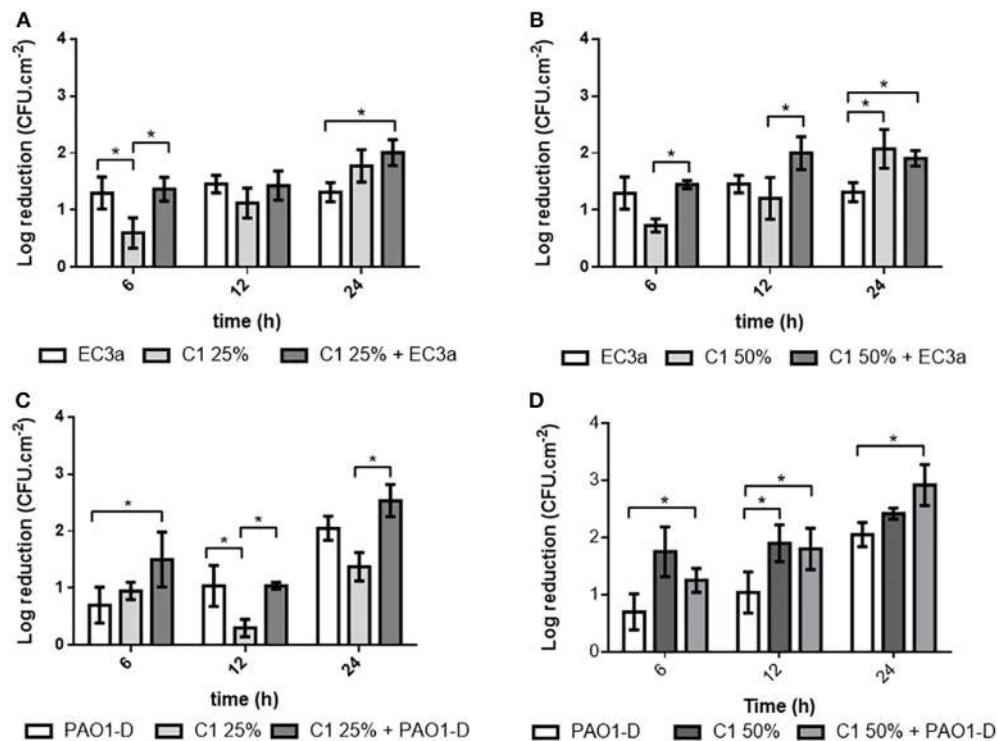 A
Log reduction (CFU.cm-2)
4
3
2
1
0
* * *
6 12 24
time (h)
EC3a C1 25% C1 25% + EC3a
B
Log reduction (CFU.cm-2)
4
3
2
1
0
* * * *
6 12 24
time (h)
EC3a C1 50% C1 50% + EC3a
C
Log reduction (CFU.cm-2)
4
3
2
1
0
* * * *
6 12 24
time (h)
PAO1-D C1 25% C1 25% + PAO1-D
D
Log reduction (CFU.cm-2)
4
3
2
1
0
* * * *
6 12 24
Time (h)
PAO1-D C1 50% C1 50% + PAO1-D